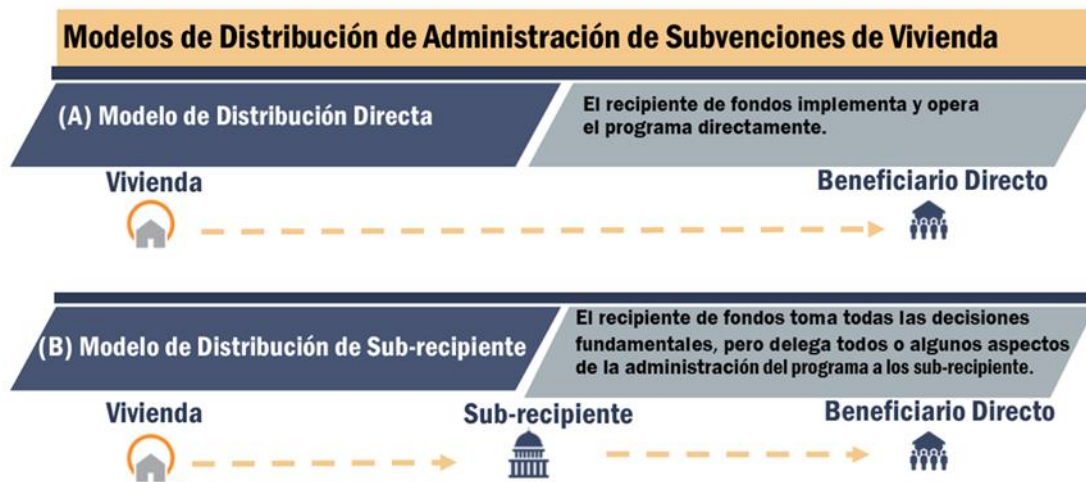 Modelos de Distribución de Administración de Subvenciones de Vivienda
(A) Modelo de Distribución Directa
El recipiente de fondos implementa y opera
el programa directamente.
Vivienda
Beneficiario Directo
(B) Modelo de Distribución de Sub-recipiente
El recipiente de fondos toma todas las decisiones
fundamentales, pero delega todos o algunos aspectos
de la administración del programa a los sub-recipiente.
Vivienda
Sub-recipiente
Beneficiario Directo